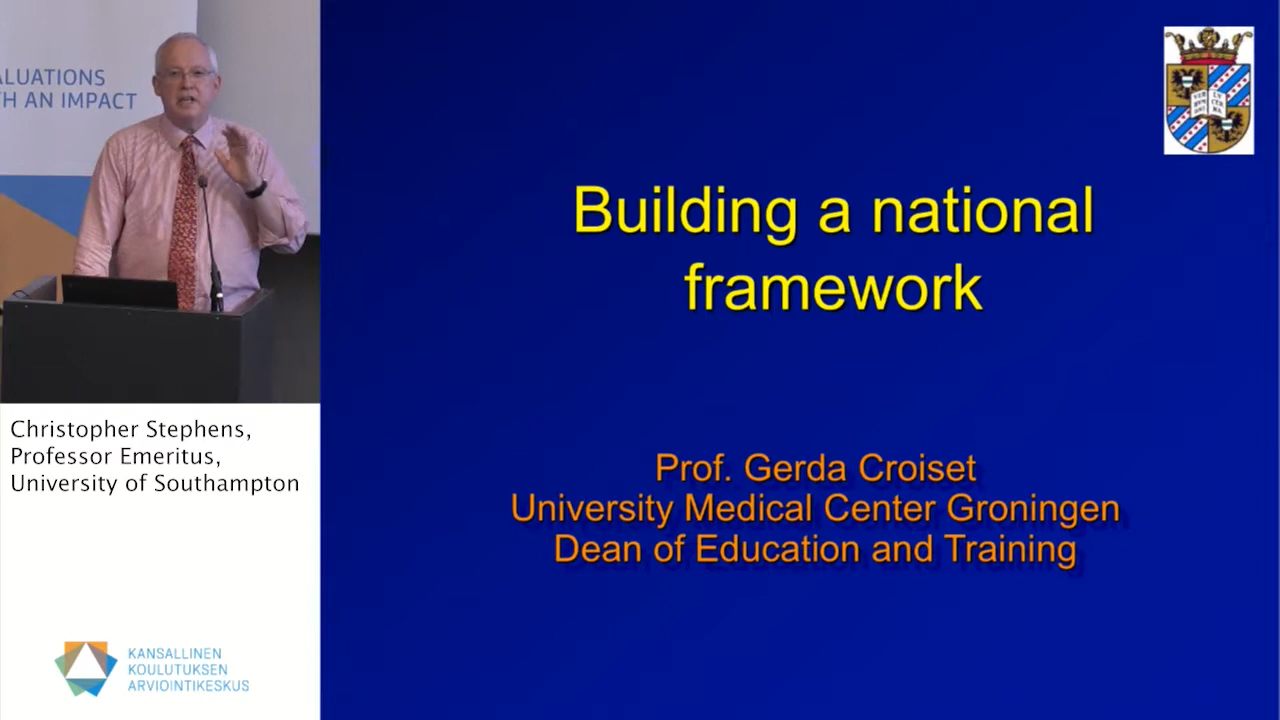 ALUATIONS
TH AN IMPACT
Christopher Stephens,
Professor Emeritus,
University of Southampton
KANSALLINEN
KOULUTUKSEN
ARVIOINTIKESKUS
Building a national
framework
Prof. Gerda Croiset
University Medical Center Groningen
Dean of Education and Training